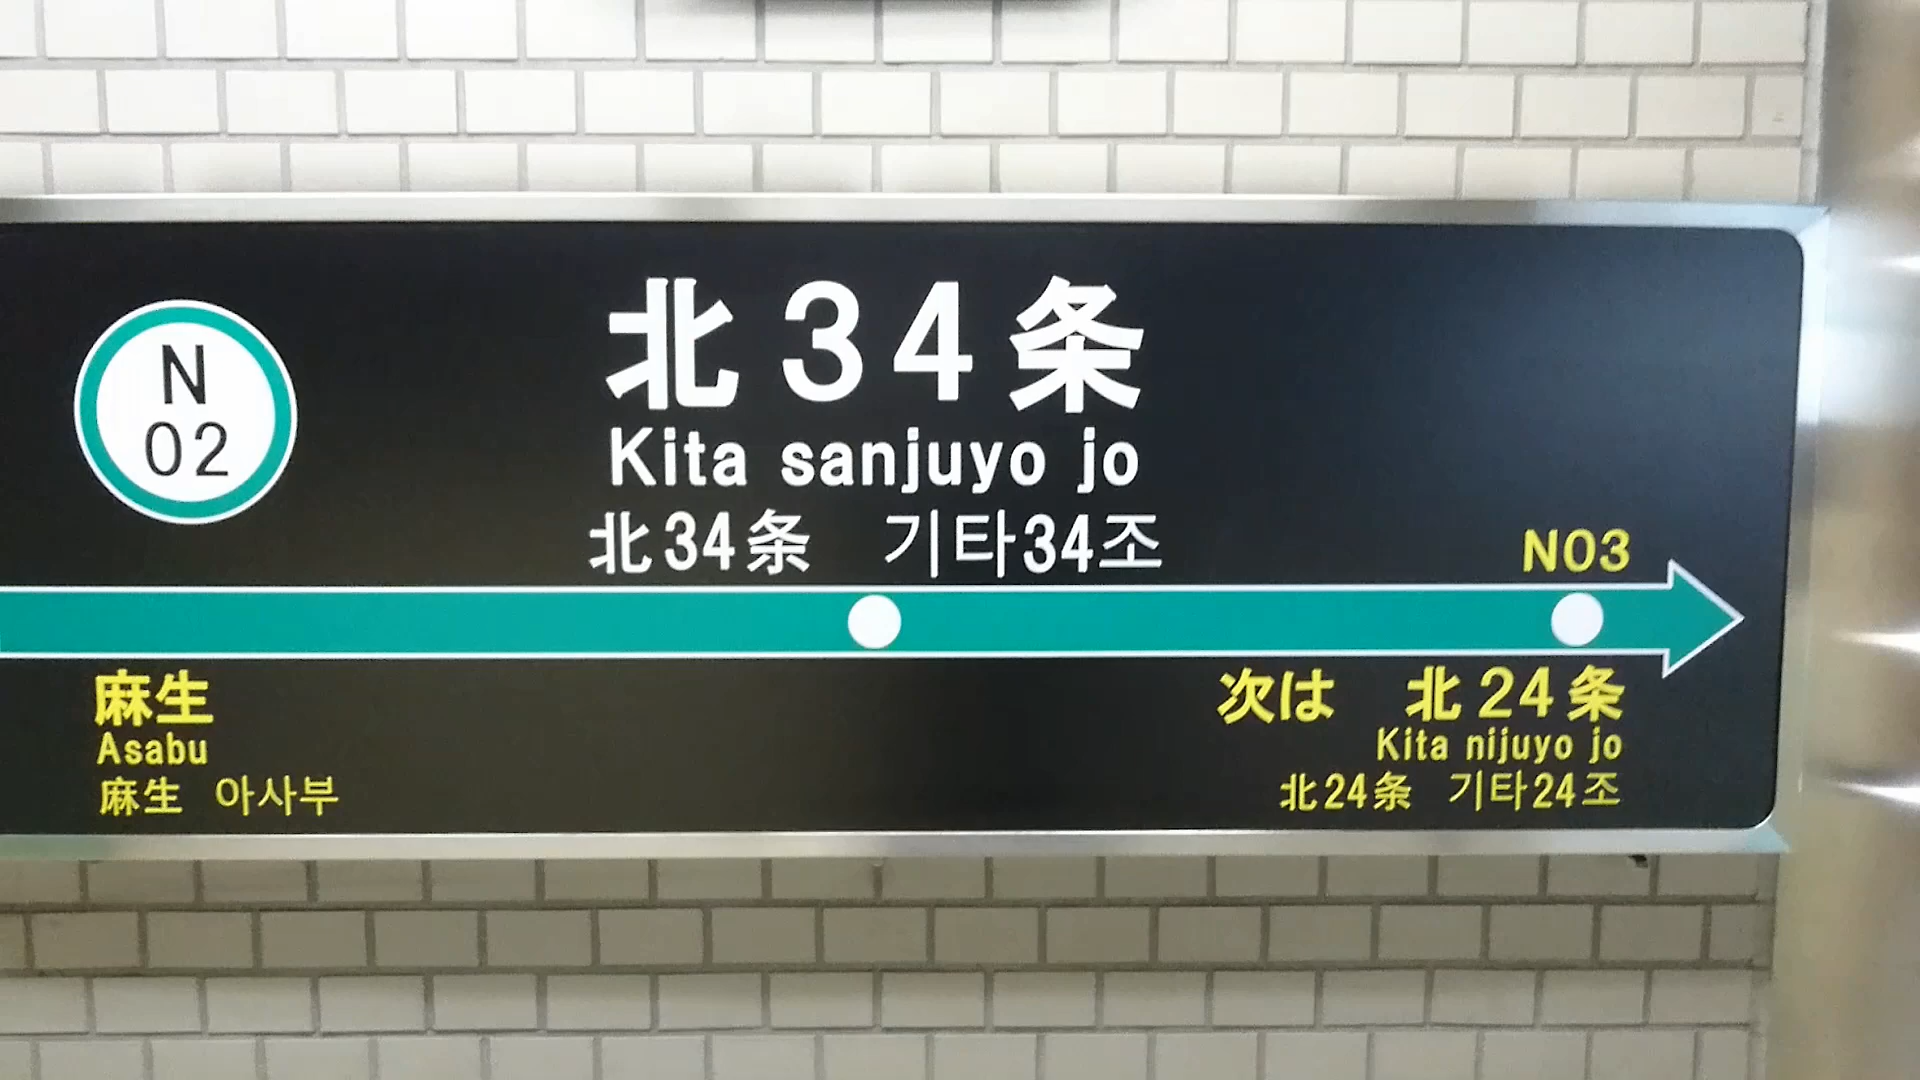 N
02
北34条
Kita sanjuyo jo
北34条 기타34조
N03
麻生
Asabu
麻生 아사부
次は 北24条
Kita nijuyo jo
北24条 기타24조